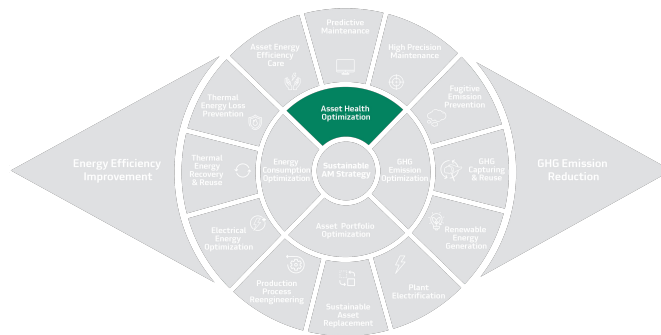 Predictive
Maintenance
Asset Energy
Efficiency
Care
High Precision
Maintenance
Thermal
Energy Loss
Prevention
Fugitive
Emission
Prevention
Asset Health
Optimization
Energy Efficiency
Improvement
Thermal
Energy
Recovery
& Reuse
Energy
Consumption
Optimization
Sustainable
AM Strategy
GHG
Emission
Optimization
GHG
Capturing
& Reuse
GHG Emission
Reduction
Electrical
Energy
Optimization
Asset Portfolio
Optimization
Renewable
Energy
Generation
Production
Process
Reengineering
Sustainable
Asset
Replacement
Plant
Electrification